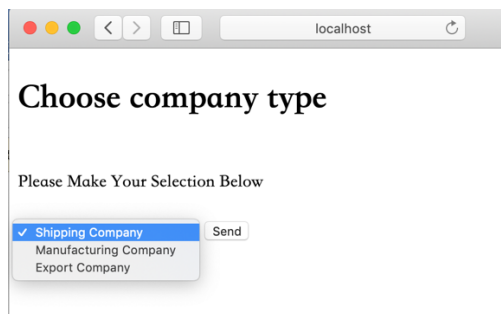 localhost
Choose company type
Please Make Your Selection Below
✓ Shipping Company Send
Manufacturing Company
Export Company